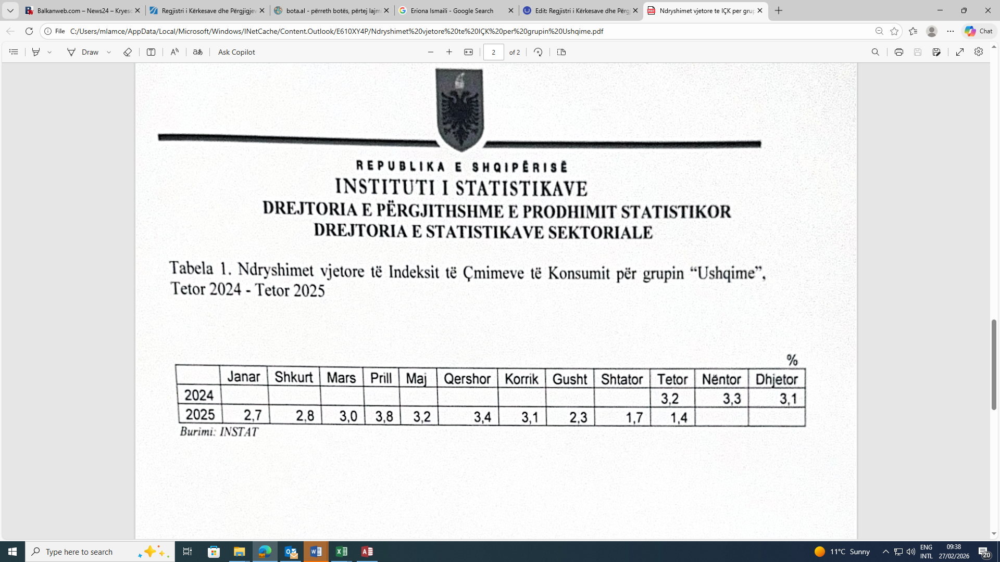 Balkanweb.com – News24 – Kryes
Regjistri i Kërkesave dhe Përgjigjev
bota.al - përreth botës, përtej lajmi
Eriona Ismaili - Google Search
Edit: Regjistri i Kërkesave dhe Përg
Ndryshimet vjetore te IÇK per grup
File C:/Users/mlamce/AppData/Local/Microsoft/Windows/INetCache/Content.Outlook/E610XY4P/Ndryshimet%20vjetore%20te%20IÇK%20per%20grupin%20Ushqime.pdf
Chat
Draw
Ask Copilot
2 of 2
REPUBLIKA E SHQIPËRISË
INSTITUTI I STATISTIKAVE
DREJTORIA E PËRGJITHSHME E PRODHIMIT STATISTIKOR
DREJTORIA E STATISTIKAVE SEKTORIALE
Tabela 1. Ndryshimet vjetore të Indeksit të Çmimeve të Konsumit për grupin “Ushqime”,
Tetor 2024 - Tetor 2025
%
Janar Shkurt Mars Prill Maj Qershor Korrik Gusht Shtator Tetor Nëntor Dhjetor
2024 3,2 3,3 3,1
2025 2,7 2,8 3,0 3,8 3,2 3,4 3,1 2,3 1,7 1,4
Burimi: INSTAT
Type here to search
11°C Sunny
ENG
INTL
09:38
27/02/2026
20